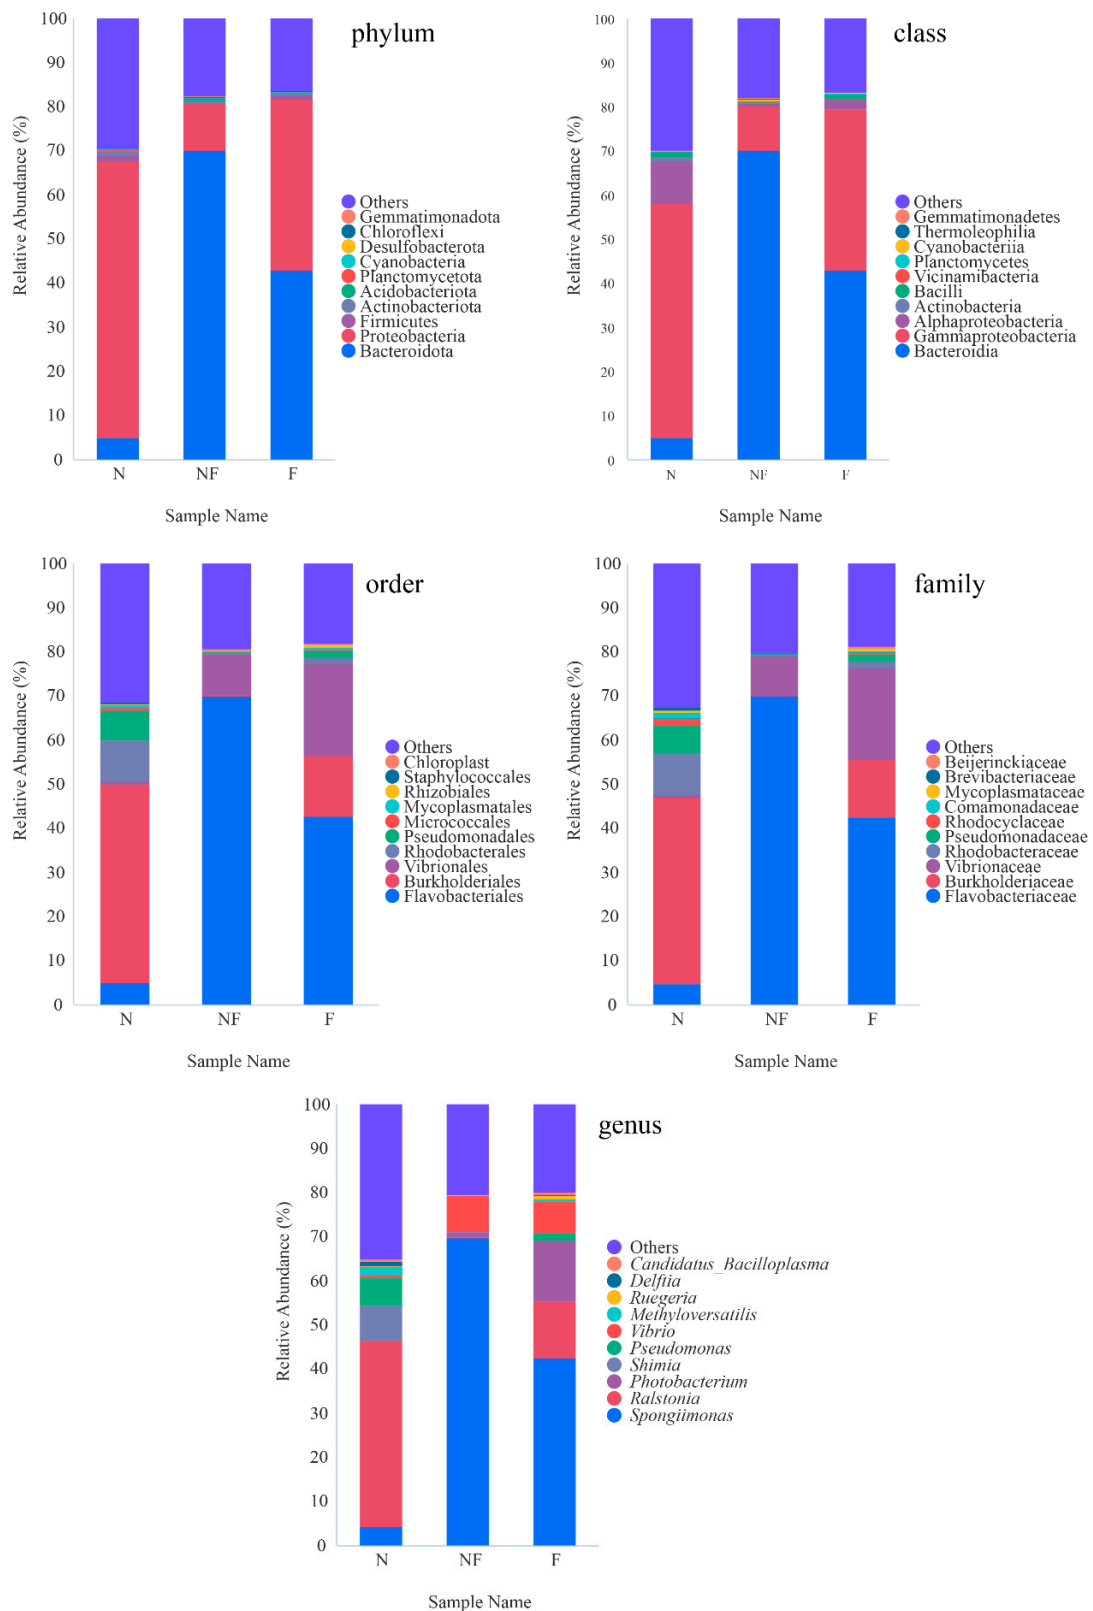 phylum
100
90
80
70
60
50
40
30
20
10
0
Relative Abundance (%)
N NF F
Sample Name
Others
Gemmatimonadota
Chloroflexi
Desulfobacterota
Cyanobacteria
Planctomycetota
Acidobacteriota
Actinobacteriota
Firmicutes
Proteobacteria
Bacteroidota
class
100
90
80
70
60
50
40
30
20
10
0
Relative Abundance (%)
N NF F
Sample Name
Others
Gemmatimonadetes
Thermoleophilia
Cyanobacteriia
Planctomycetes
Vicinamibacteria
Bacilli
Actinobacteria
Alphaproteobacteria
Gammaproteobacteria
Bacteroidia
order
100
90
80
70
60
50
40
30
20
10
0
Relative Abundance (%)
N NF F
Sample Name
Others
Chloroplast
Staphylococcales
Rhizobiales
Mycoplasmatales
Micrococcales
Pseudomonadales
Rhodobacterales
Vibrionales
Burkholderiales
Flavobacteriales
family
100
90
80
70
60
50
40
30
20
10
0
Relative Abundance (%)
N NF F
Sample Name
Others
Beijerinckiaceae
Brevibacteriaceae
Mycoplasmataceae
Comamonadaceae
Rhodocyclaceae
Pseudomonadaceae
Rhodobacteraceae
Vibrionaceae
Burkholderiaceae
Flavobacteriaceae
genus
100
90
80
70
60
50
40
30
20
10
0
Relative Abundance (%)
N NF F
Sample Name
Others
Candidatus_Bacilloplasma
Delftia
Ruegeria
Methyloversatilis
Vibrio
Pseudomonas
Shimia
Photobacterium
Ralstonia
Spongiimonas